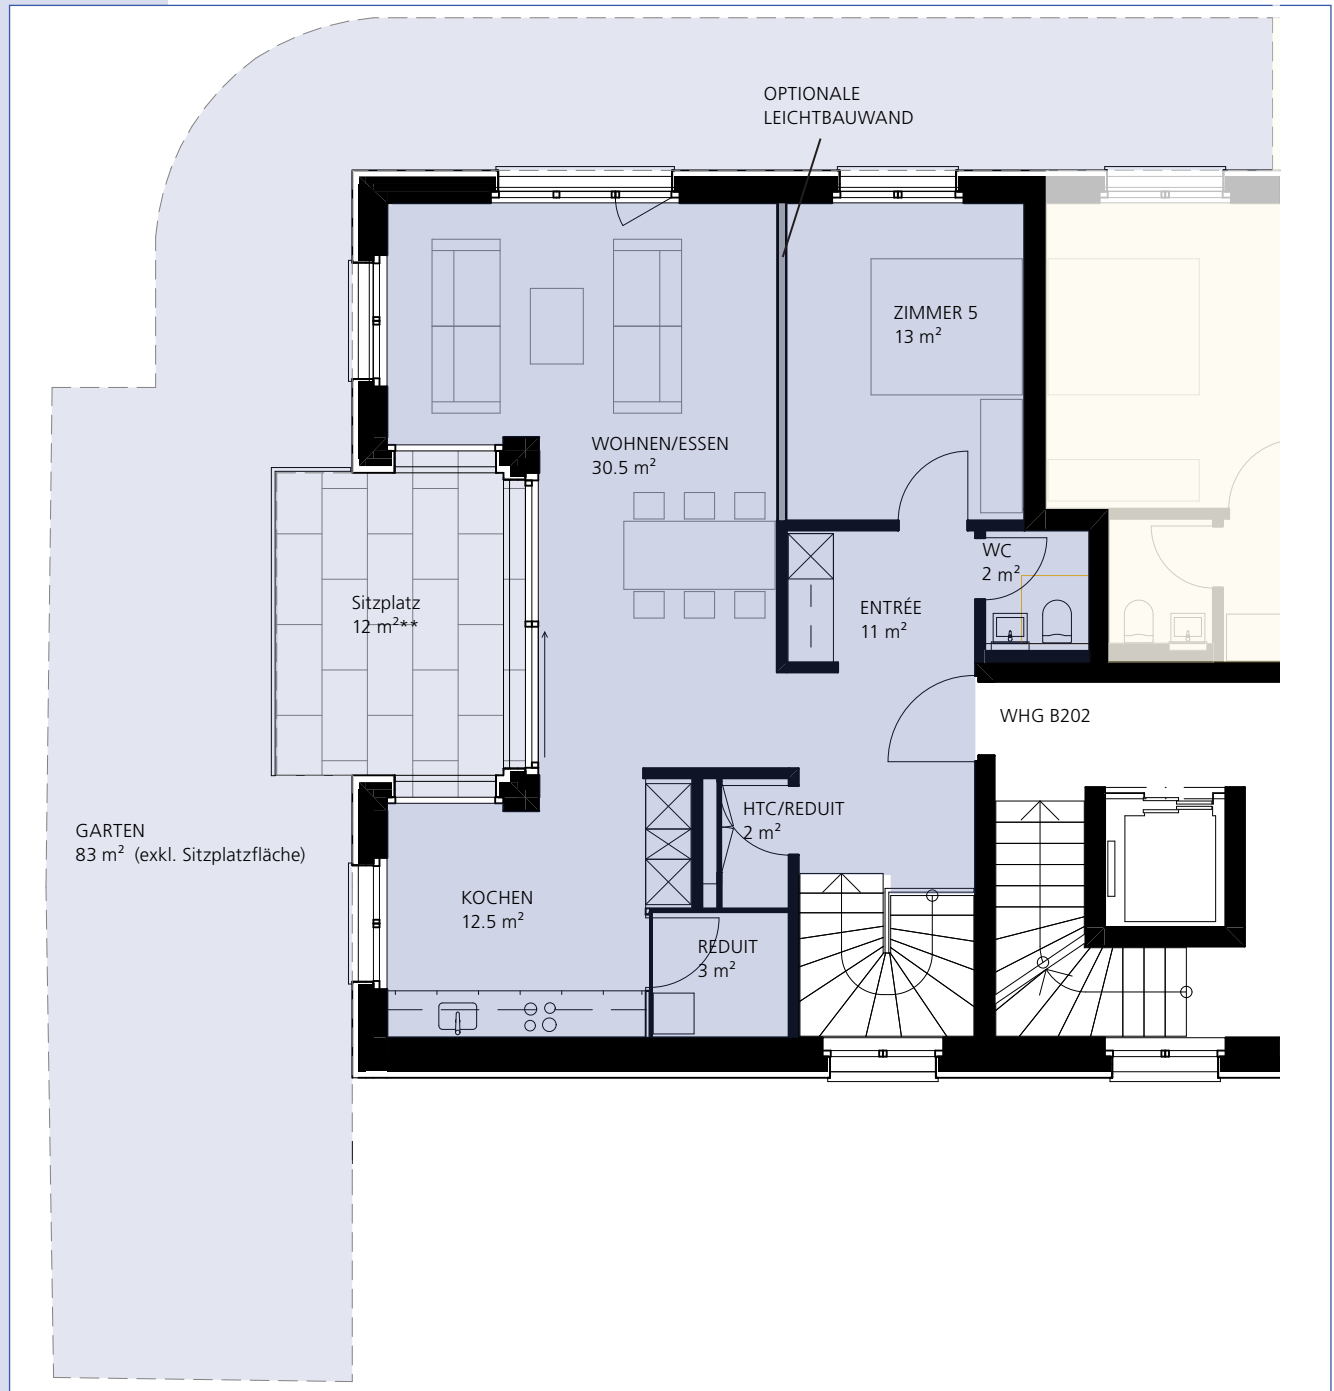 OPTIONALE
LEICHTBAUWAND
ZIMMER 5
13 m²
WOHNEN/ESSEN
30.5 m²
WC
2 m²
Sitzplatz
12 m²**
ENTRÉE
11 m²
WHG B202
HTC/REDUIT
2 m²
GARTEN
83 m² (exkl. Sitzplatzfläche)
KOCHEN
12.5 m²
REDUIT
3 m²